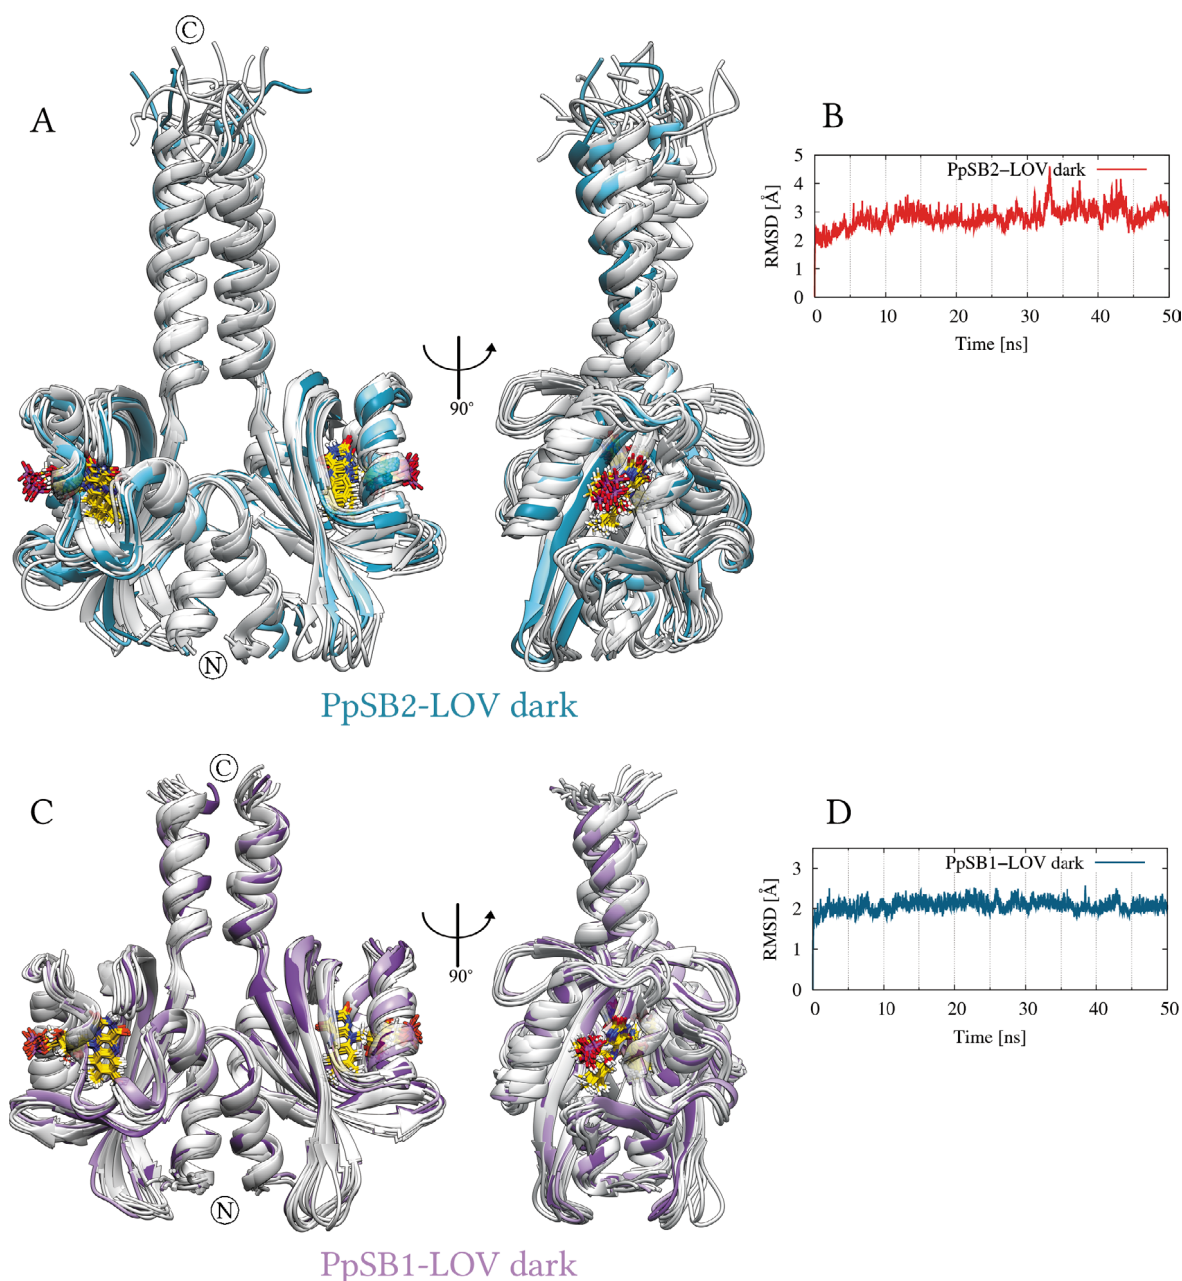 C
A
B
PpSB2-LOV dark
5
4
3
2
1
0
RMSD [Å]
0 10 20 30 40 50
Time [ns]
90°
N
PpSB2-LOV dark
C
C
D
PpSB1-LOV dark
3
2
1
0
RMSD [Å]
0 10 20 30 40 50
Time [ns]
90°
N
PpSB1-LOV dark